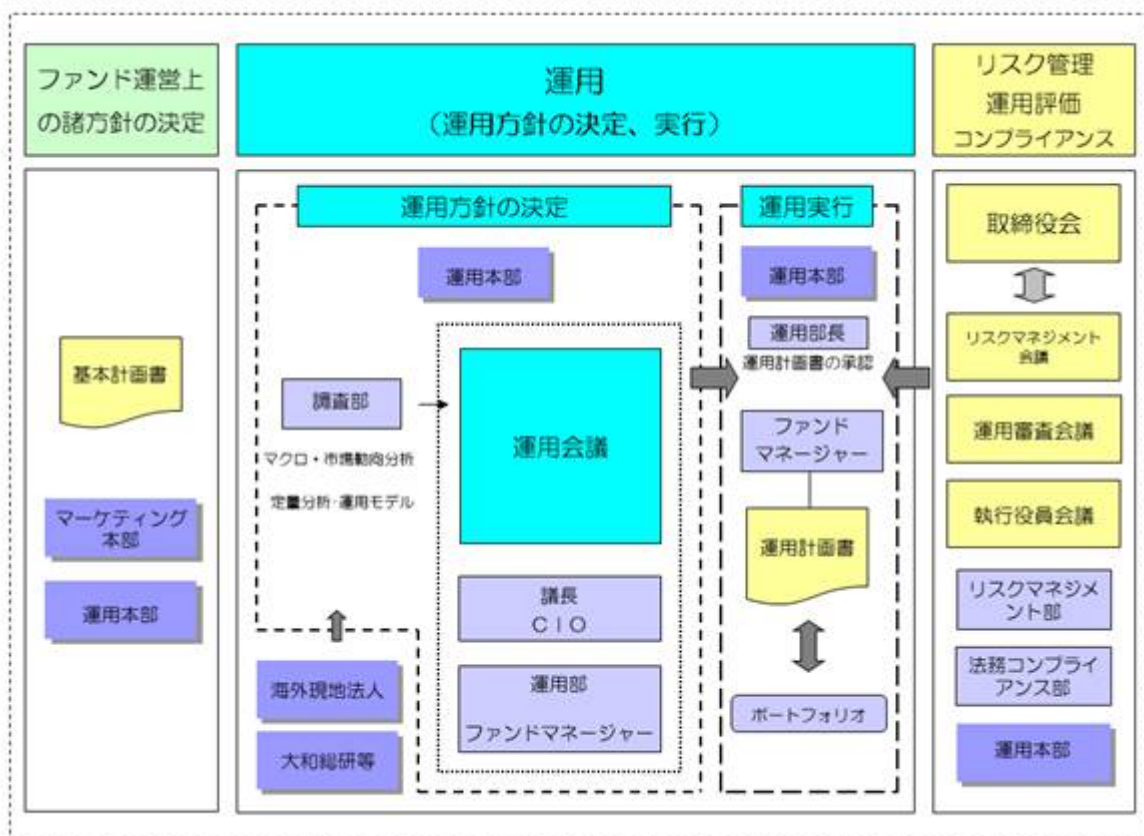 ファンド運営上
の諸方針の決定
運用
（運用方針の決定、実行）
リスク管理
運用評価
コンプライアンス
基本計画書
マーケティング
本部
運用本部
運用方針の決定
運用本部
調査部
マクロ・市場動向分析
定量分析・運用モデル
運用会議
議長
ＣＩＯ
運用部
ファンドマネージャー
海外現地法人
大和総研等
運用実行
運用本部
運用部長
運用計画書の承認
ファンド
マネージャー
運用計画書
ポートフォリオ
取締役会
リスクマネジメント
会議
運用審査会議
執行役員会議
リスクマネジメ
ント部
法務コンプライ
アンス部
運用本部